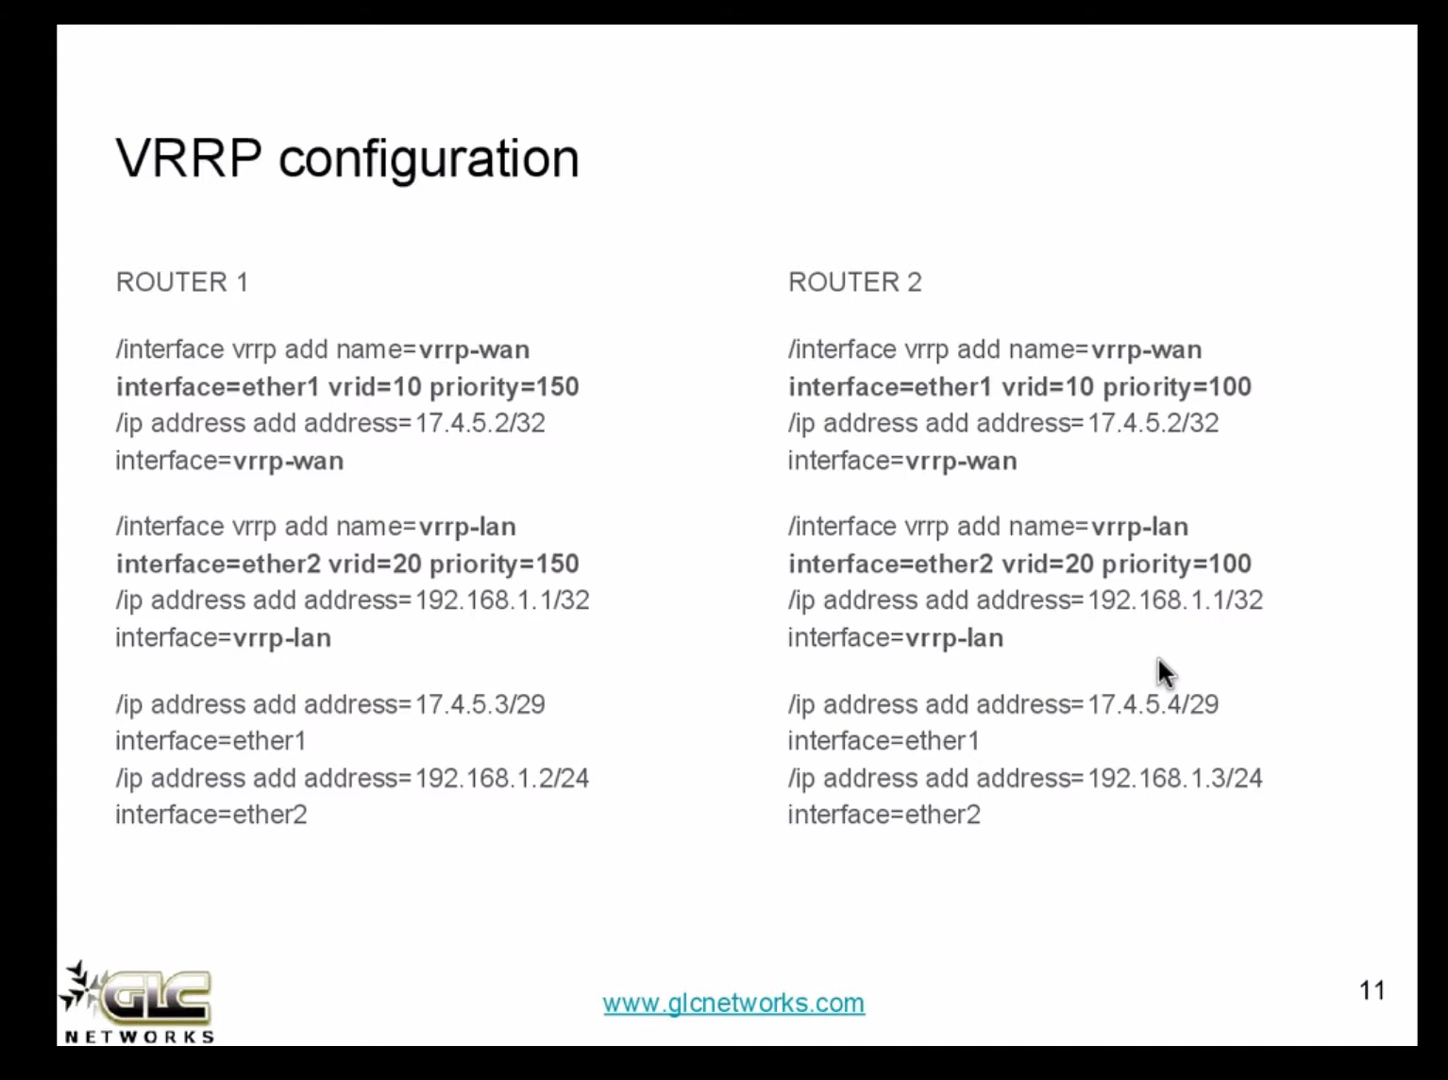 VRRP configuration
ROUTER 1
/interface vrrp add name=vrrp-wan
interface=ether1 vrid=10 priority=150
/ip address add address=17.4.5.2/32
interface=vrrp-wan
/interface vrrp add name=vrrp-lan
interface=ether2 vrid=20 priority=150
/ip address add address=192.168.1.1/32
interface=vrrp-lan
/ip address add address=17.4.5.3/29
interface=ether1
/ip address add address=192.168.1.2/24
interface=ether2
ROUTER 2
/interface vrrp add name=vrrp-wan
interface=ether1 vrid=10 priority=100
/ip address add address=17.4.5.2/32
interface=vrrp-wan
/interface vrrp add name=vrrp-lan
interface=ether2 vrid=20 priority=100
/ip address add address=192.168.1.1/32
interface=vrrp-lan
/ip address add address=17.4.5.4/29
interface=ether1
/ip address add address=192.168.1.3/24
interface=ether2
GLC
NETWORKS
www.glcnetworks.com
11